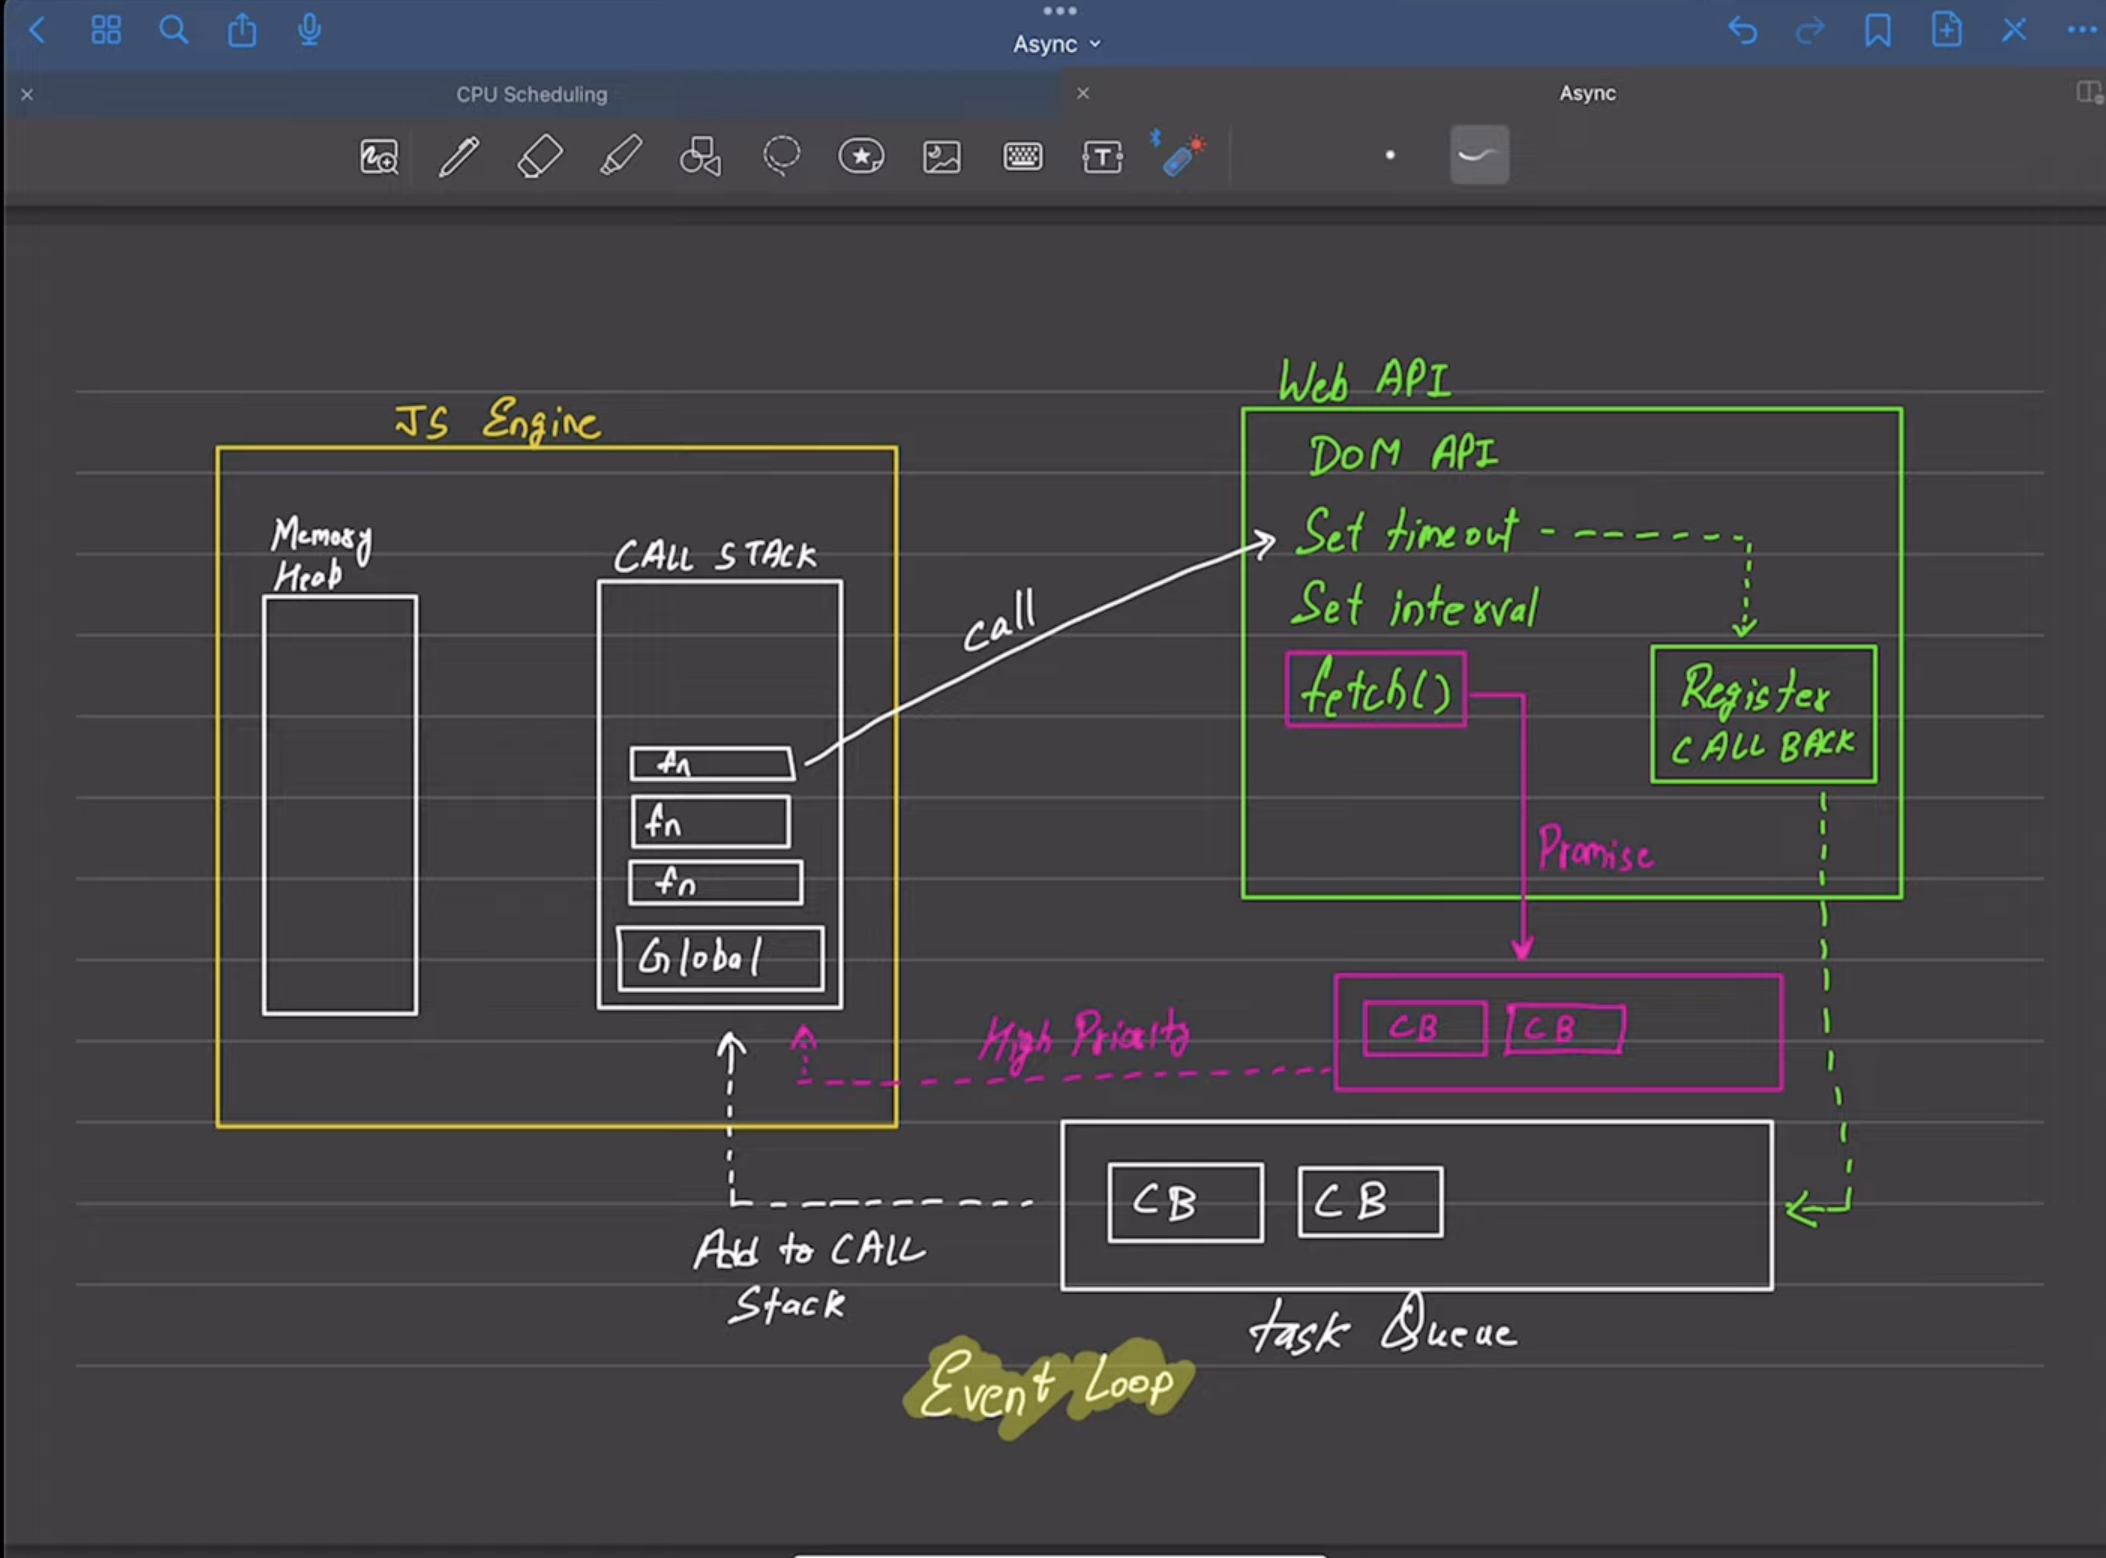 Async
CPU Scheduling
Async
T
JS Engine
Memory
Heap
CALL STACK
fn
fn
fn
Global
call
Web API
DOM API
Set timeout
Set interval
fetch()
Register
CALL BACK
Promise
High Priority
CB CB
CB CB
Add to CALL
Stack
task Queue
Event Loop